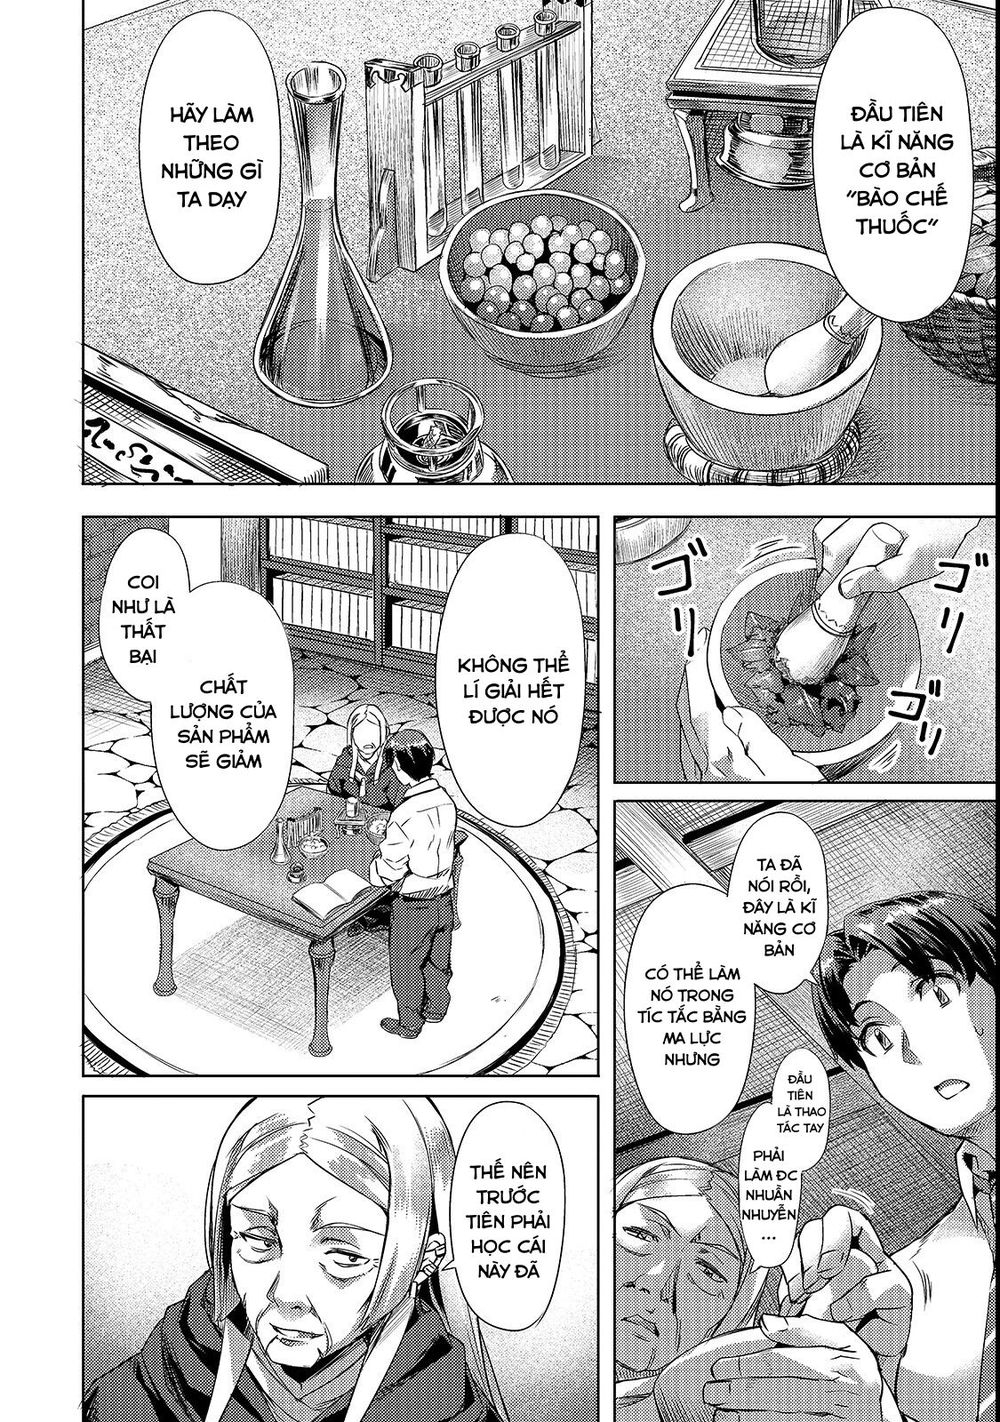 ĐẦU TIÊN
LÀ KĨ NĂNG
CƠ BẢN
"BÀO CHẾ
THUỐC"
HÃY LÀM
THEO
NHỮNG GÌ
TA DẠY
ゴリ
ゴリ
ゴリ
KHÔNG THỂ
LÍ GIẢI HẾT
ĐƯỢC NÓ
CHẤT
LƯỢNG CỦA
SẢN PHẨM
SẼ GIẢM
COI
NHƯ LÀ
THẤT
BẠI
TA ĐÃ
NÓI RỒI,
ĐÂY LÀ KĨ
NĂNG CƠ
BẢN
CÓ THỂ LÀM
NÓ TRONG
TÍC TẮC BẰNG
MA LỰC
NHƯNG
ĐẦU
TIÊN
LÀ THAO
TÁC TAY
PHẢI
LÀM ĐC
NHUẦN
NHUYỄN
...
THẾ NÊN
TRƯỚC
TIÊN PHẢI
HỌC CÁI
NÀY ĐÃ